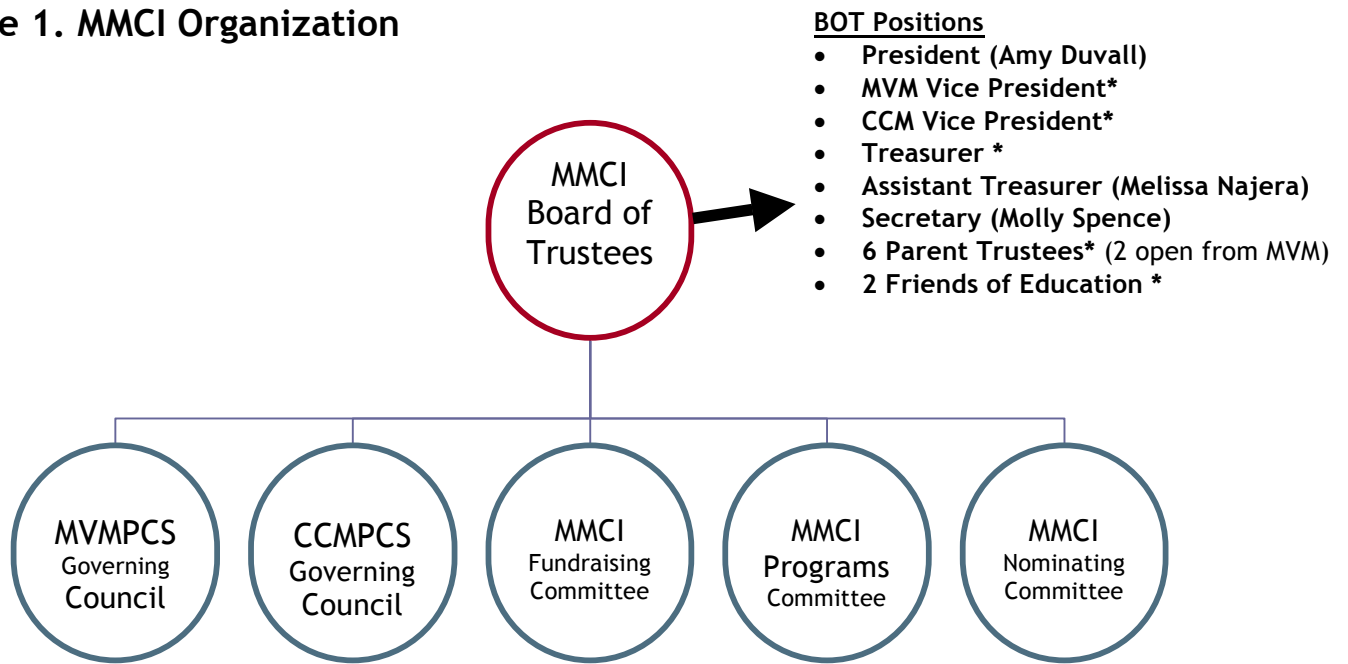 e 1. MMCI Organization
BOT Positions
• President (Amy Duvall)
• MVM Vice President*
• CCM Vice President*
• Treasurer *
• Assistant Treasurer (Melissa Najera)
• Secretary (Molly Spence)
• 6 Parent Trustees* (2 open from MVM)
• 2 Friends of Education *
MMCI
Board of
Trustees
MVMPCS
Governing
Council
CCMPCS
Governing
Council
MMCI
Fundraising
Committee
MMCI
Programs
Committee
MMCI
Nominating
Committee